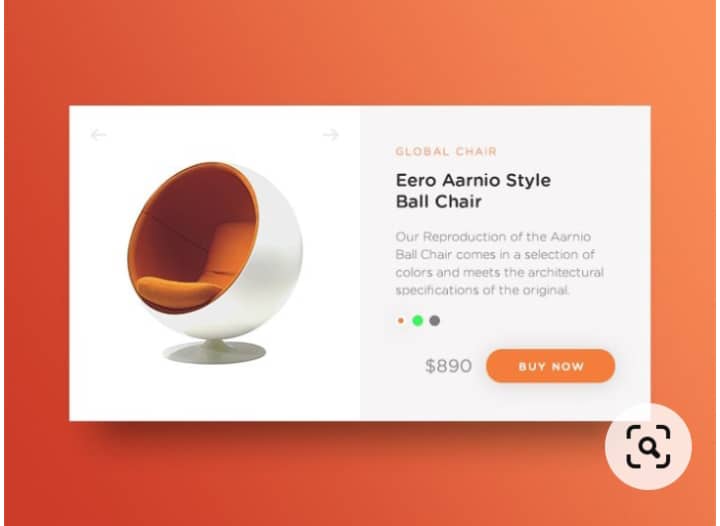 GLOBAL CHAIR
Eero Aarnio Style
Ball Chair
Our Reproduction of the Aarnio
Ball Chair comes in a selection of
colors and meets the architectural
specifications of the original.
$890 BUY NOW